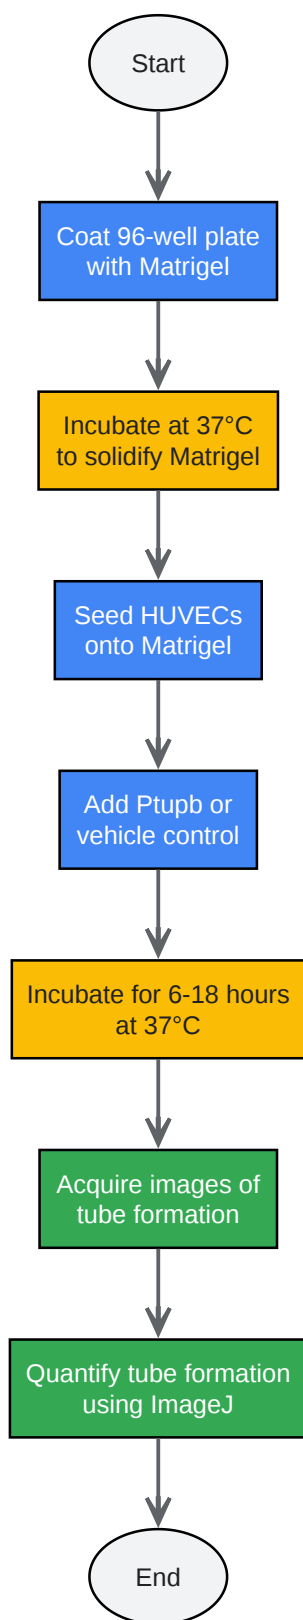 Start
Coat 96-well plate
with Matrigel
Incubate at 37°C
to solidify Matrigel
Seed HUVECs
onto Matrigel
Add Ptupb or
vehicle control
Incubate for 6-18 hours
at 37°C
Acquire images of
tube formation
Quantify tube formation
using ImageJ
End